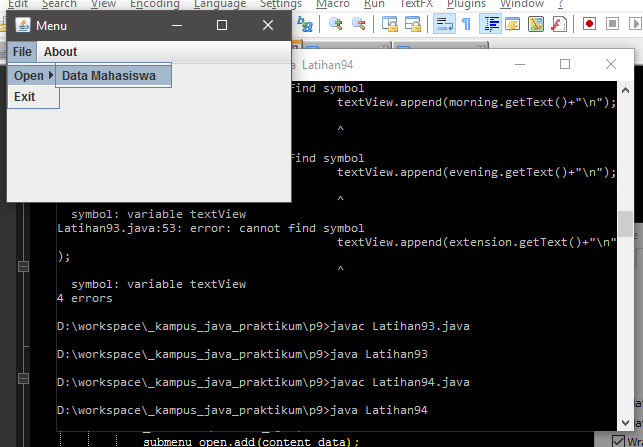 Edit Search View Encoding Language Settings Macro Run TextFX Plugins Window ?
Menu
File About
Open Data Mahasiswa
Exit
Latihan94
find symbol
textView.append(morning.getText()+"\n");
^
find symbol
textView.append(evening.getText()+"\n");
^
symbol: variable textView
Latihan93.java:53: error: cannot find symbol
textView.append(extension.getText()+"\n"
);
^
symbol: variable textView
4 errors
D:\workspace\_kampus_java_praktikum\p9>javac Latihan93.java
D:\workspace\_kampus_java_praktikum\p9>java Latihan93
D:\workspace\_kampus_java_praktikum\p9>javac Latihan94.java
D:\workspace\_kampus_java_praktikum\p9>java Latihan94
submenu_open.add(content_data);